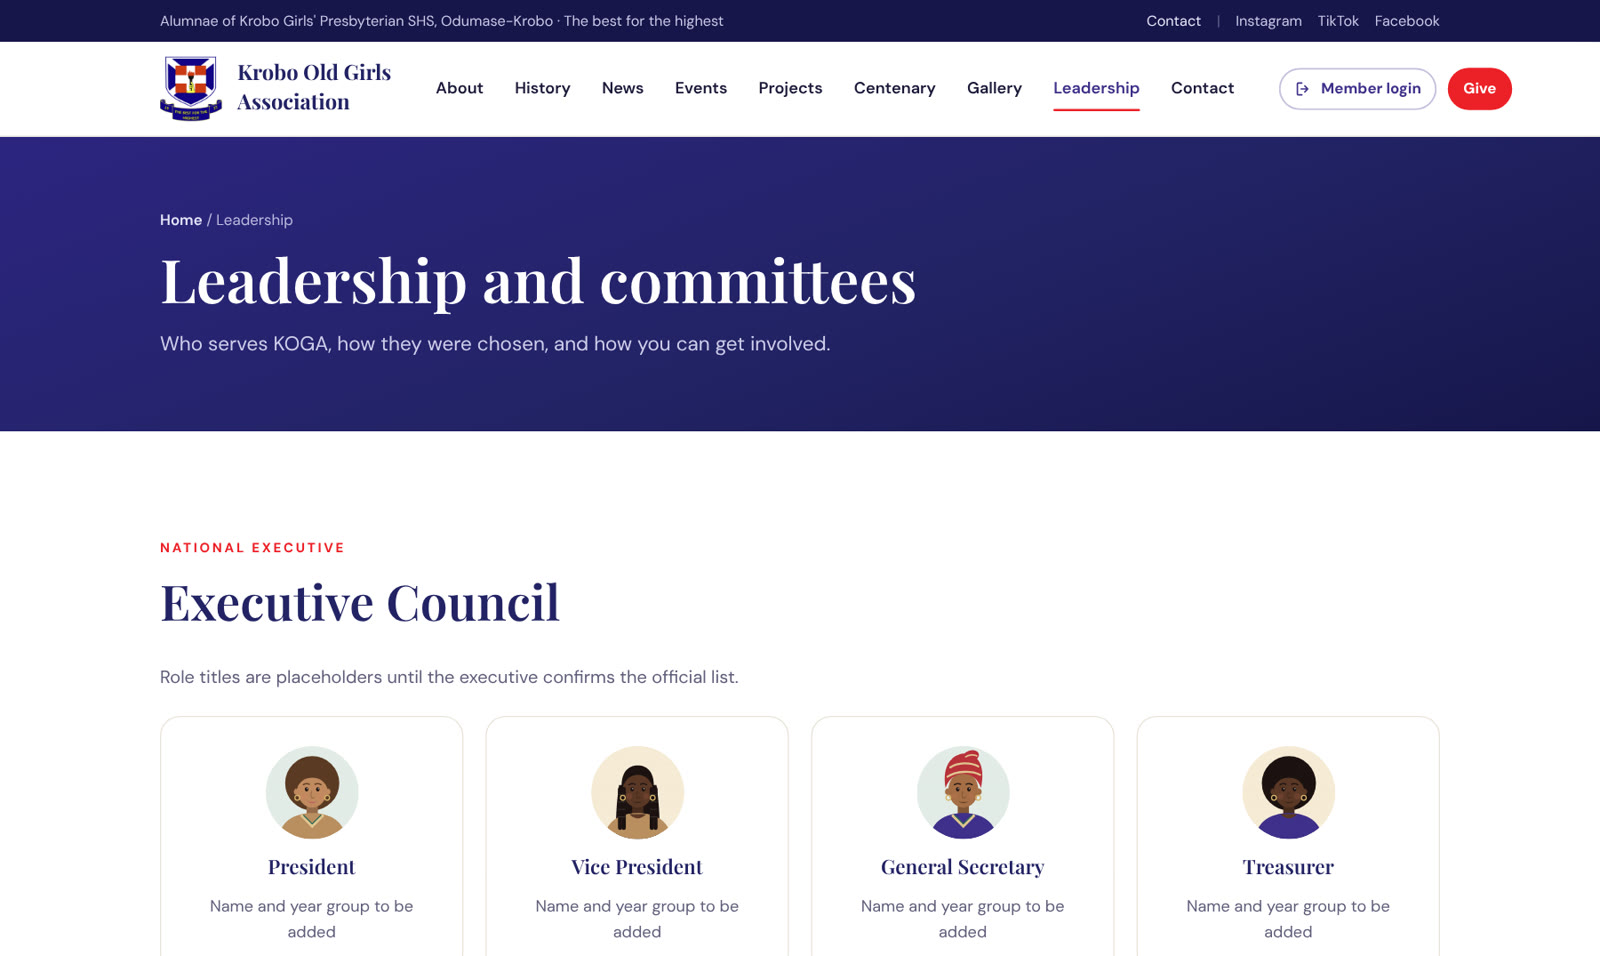 Alumnae of Krobo Girls' Presbyterian SHS, Odumase-Krobo · The best for the highest
Contact | Instagram TikTok Facebook
THE BEST FOR THE
HIGHEST
Krobo Old Girls
Association
About History News Events Projects Centenary Gallery Leadership Contact
Member login
Give
Home / Leadership
Leadership and committees
Who serves KOGA, how they were chosen, and how you can get involved.
NATIONAL EXECUTIVE
Executive Council
Role titles are placeholders until the executive confirms the official list.
President
Name and year group to be
added
Vice President
Name and year group to be
added
General Secretary
Name and year group to be
added
Treasurer
Name and year group to be
added